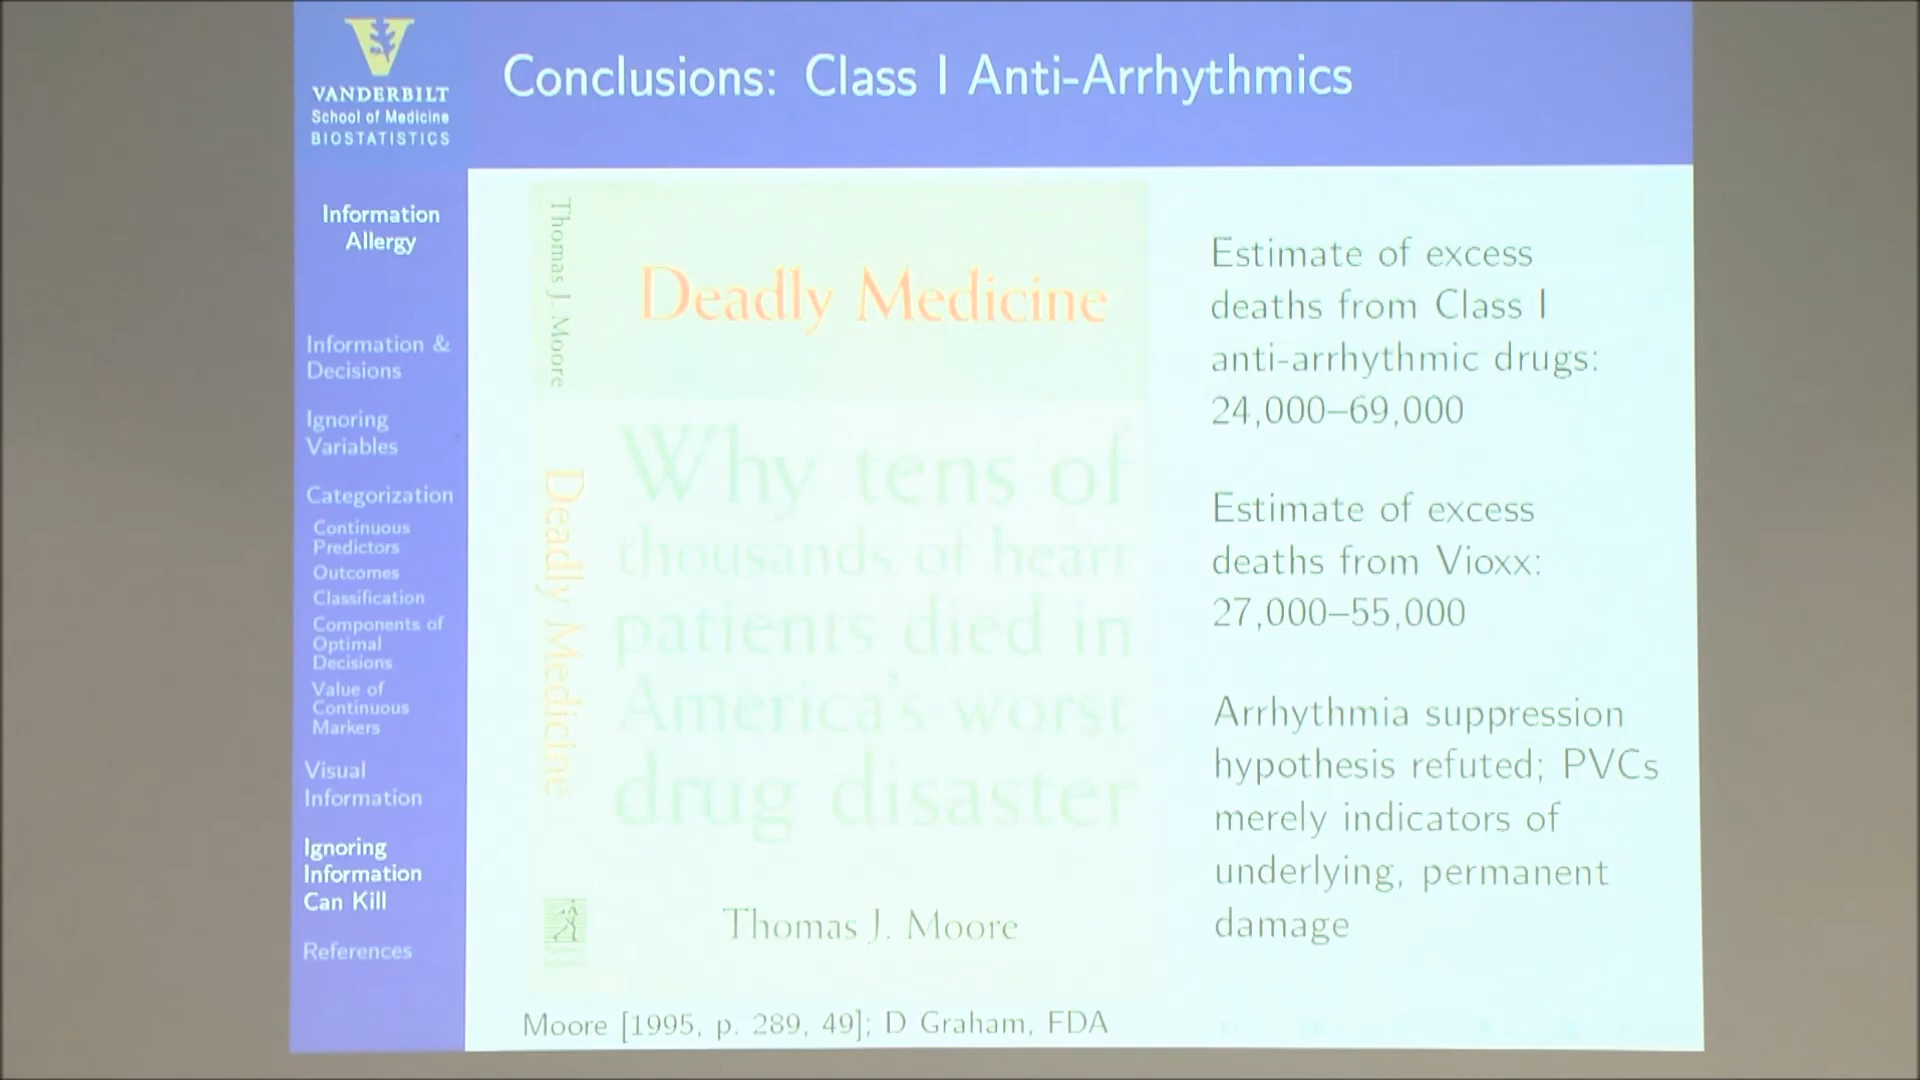 VANDERBILT
School of Medicine
BIOSTATISTICS
Conclusions: Class I Anti-Arrhythmics
Information
Allergy
Information &
Decisions
Ignoring
Variables
Categorization
Continuous
Predictors
Outcomes
Classification
Components of
Optimal
Decisions
Value of
Continuous
Markers
Visual
Information
Ignoring
Information
Can Kill
References
Thomas J. Moore
Deadly Medicine
Deadly Medicine
Why tens of
thousands of heart
patients died in
America's worst
drug disaster
Thomas J. Moore
Moore [1995, p. 289, 49]; D Graham, FDA
Estimate of excess
deaths from Class I
anti-arrhythmic drugs:
24,000–69,000
Estimate of excess
deaths from Vioxx:
27,000–55,000
Arrhythmia suppression
hypothesis refuted; PVCs
merely indicators of
underlying, permanent
damage